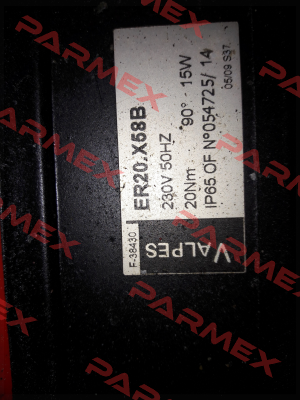 VALPES
F-38430
ER20.X58B
230V 50HZ
90° - 15W
20Nm
IP65.OF N°054725/ 14
05/09 S37.
PARMEX
PARMEX
PARMEX
PARMEX
PARMEX
PARMEX